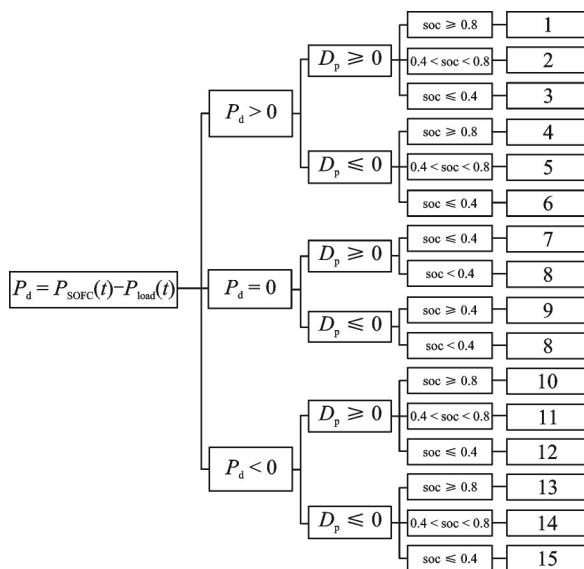 soc ≥ 0.8 1
D_p ≥ 0 0.4 < soc < 0.8 2
soc ≤ 0.4 3
P_d > 0
soc ≥ 0.8 4
D_p ≤ 0 0.4 < soc < 0.8 5
soc ≤ 0.4 6
soc ≤ 0.4 7
D_p ≥ 0
soc < 0.4 8
P_d = P_SOFC(t)−P_load(t) P_d = 0
soc ≥ 0.4 9
D_p ≤ 0
soc < 0.4 8
soc ≥ 0.8 10
D_p ≥ 0 0.4 < soc < 0.8 11
soc ≤ 0.4 12
P_d < 0
soc ≥ 0.8 13
D_p ≤ 0 0.4 < soc < 0.8 14
soc ≤ 0.4 15